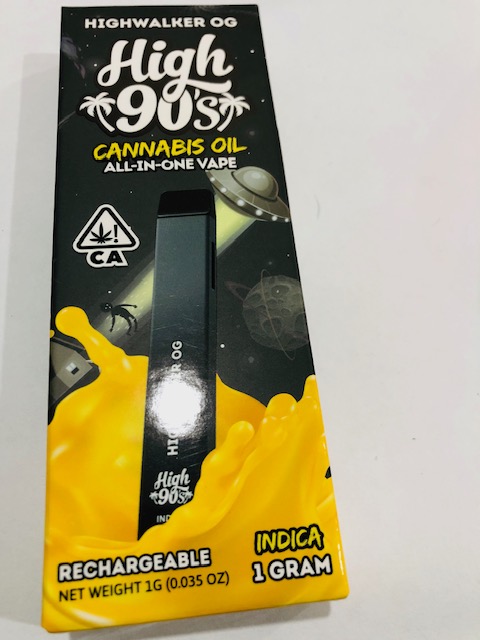 HIGHWALKER OG
High
90's
CANNABIS OIL
ALL-IN-ONE VAPE
CA
OG
High
90's
RECHARGEABLE
NET WEIGHT 1G (0.035 OZ)
INDICA
1 GRAM